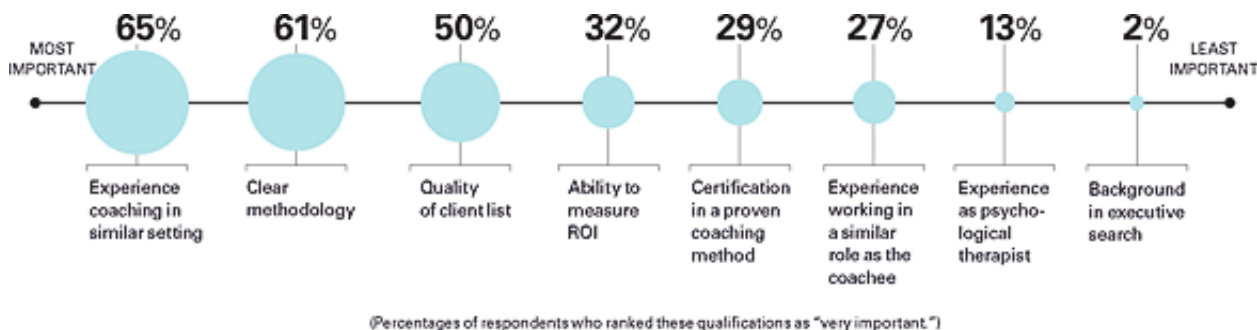 65%
61%
50%
32%
29%
27%
13%
2%
MOST
IMPORTANT
LEAST
IMPORTANT
Experience
coaching in
similar setting
Clear
methodology
Quality
of client list
Ability to
measure
ROI
Certification
in a proven
coaching
method
Experience
working in
a similar
role as the
coachee
Experience
as psycho-
logical
therapist
Background
in executive
search
(Percentages of respondents who ranked these qualifications as “very important.”)